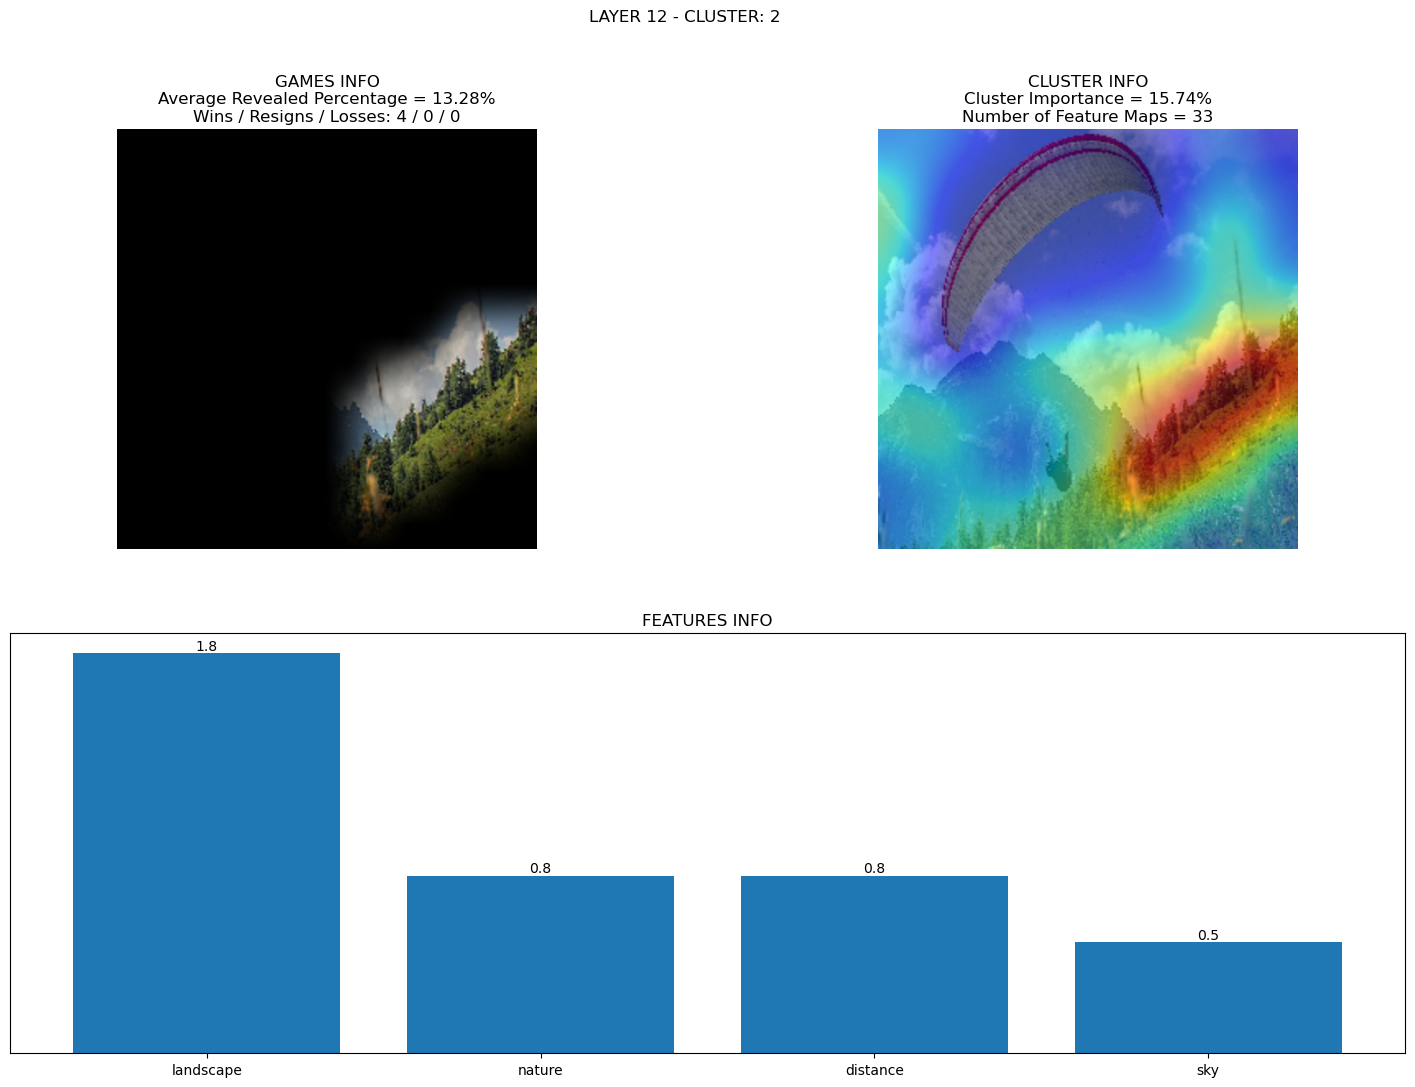 LAYER 12 - CLUSTER: 2
GAMES INFO
Average Revealed Percentage = 13.28%
Wins / Resigns / Losses: 4 / 0 / 0
CLUSTER INFO
Cluster Importance = 15.74%
Number of Feature Maps = 33
FEATURES INFO
1.8
0.8
0.8
0.5
landscape
nature
distance
sky